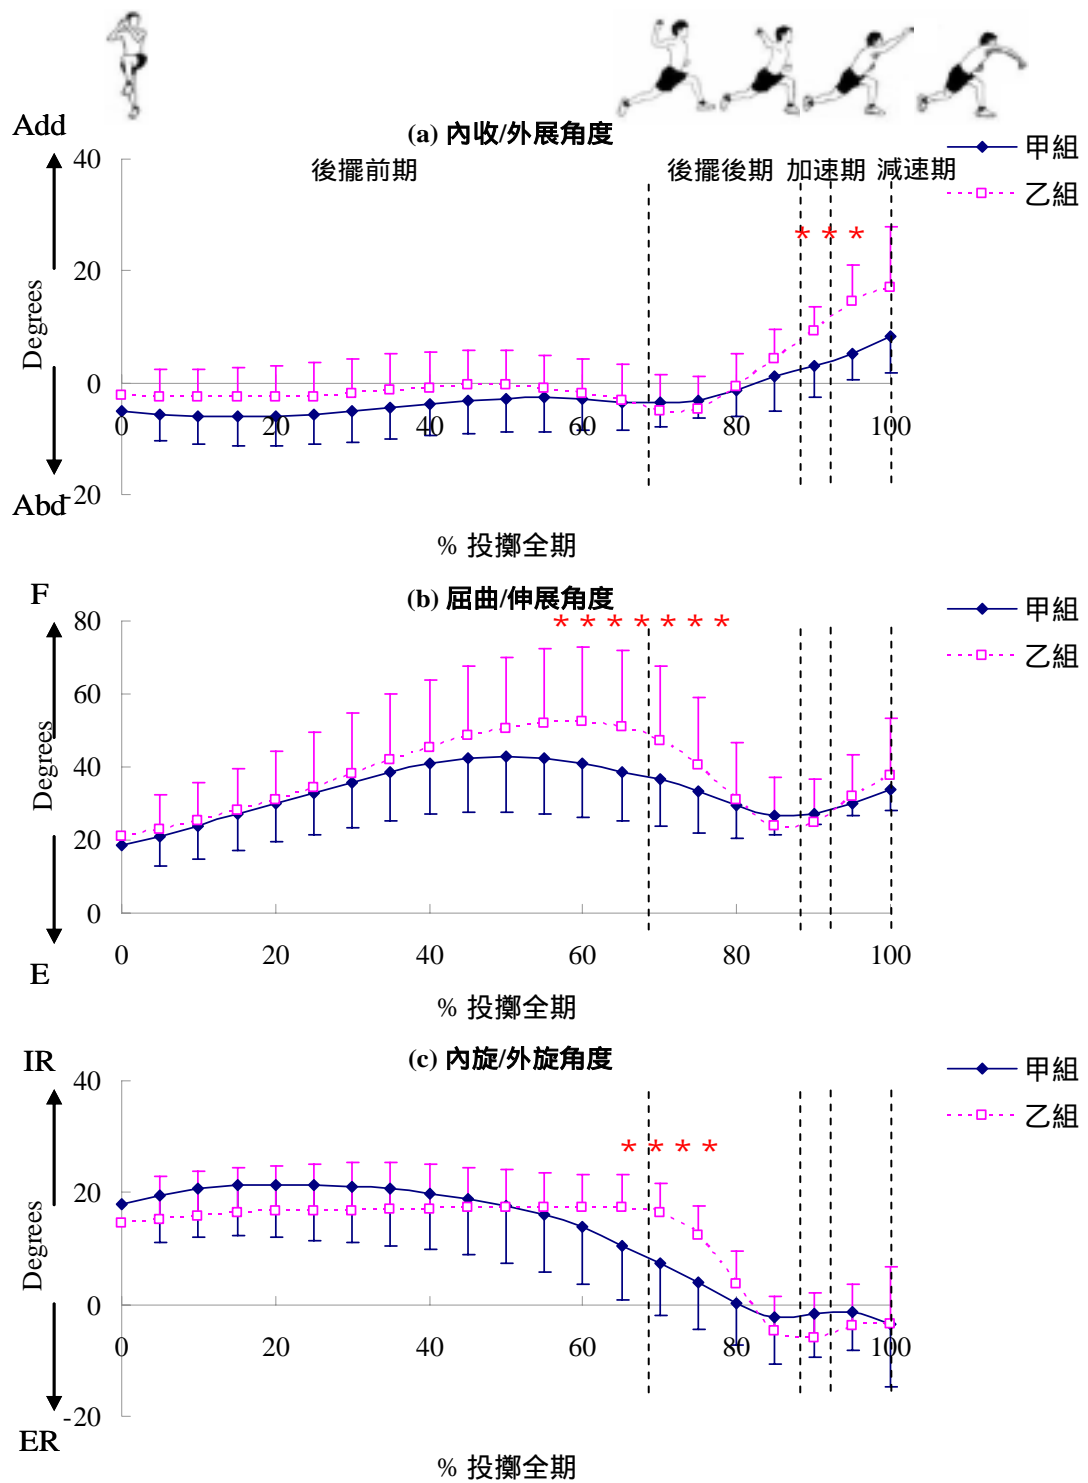 (a) 內收/外展角度
Add
40
後擺前期
後擺後期
加速期
減速期
甲組
乙組
* * *
20
Degrees
0
0
20
40
60
80
100
-20
Abd
% 投擲全期
(b) 屈曲/伸展角度
F
80
* * * * * * *
甲組
乙組
60
Degrees
40
20
0
0
20
40
60
80
100
E
% 投擲全期
(c) 內旋/外旋角度
IR
40
甲組
乙組
* * * *
20
Degrees
0
0
20
40
60
80
100
-20
ER
% 投擲全期